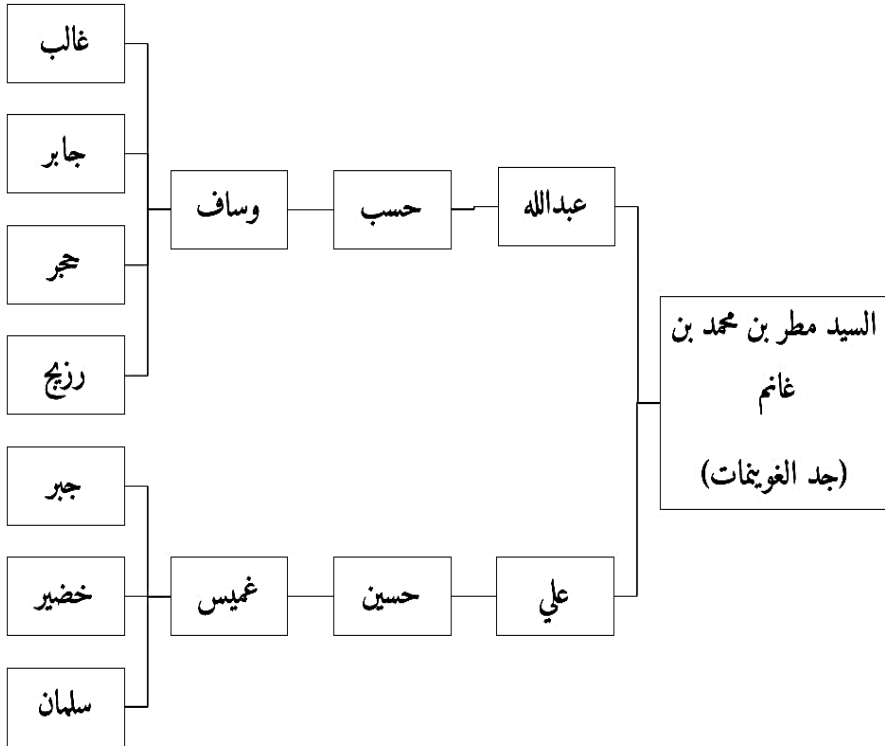 السيد مطر بن محمد بن
غانم
(جد الغوينمات)
عبدالله
حسب
وساف
غالب
جابر
حجر
رزيج
علي
حسين
غميس
جبر
خضير
سلمان